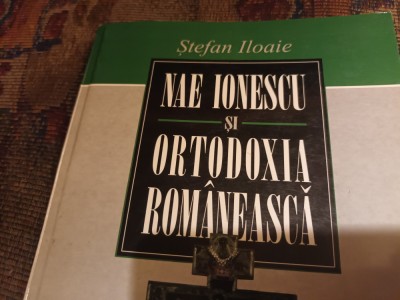 Ștefan Iloaie
NAE IONESCU
ȘI
ORTODOXIA
ROMÂNEASCĂ